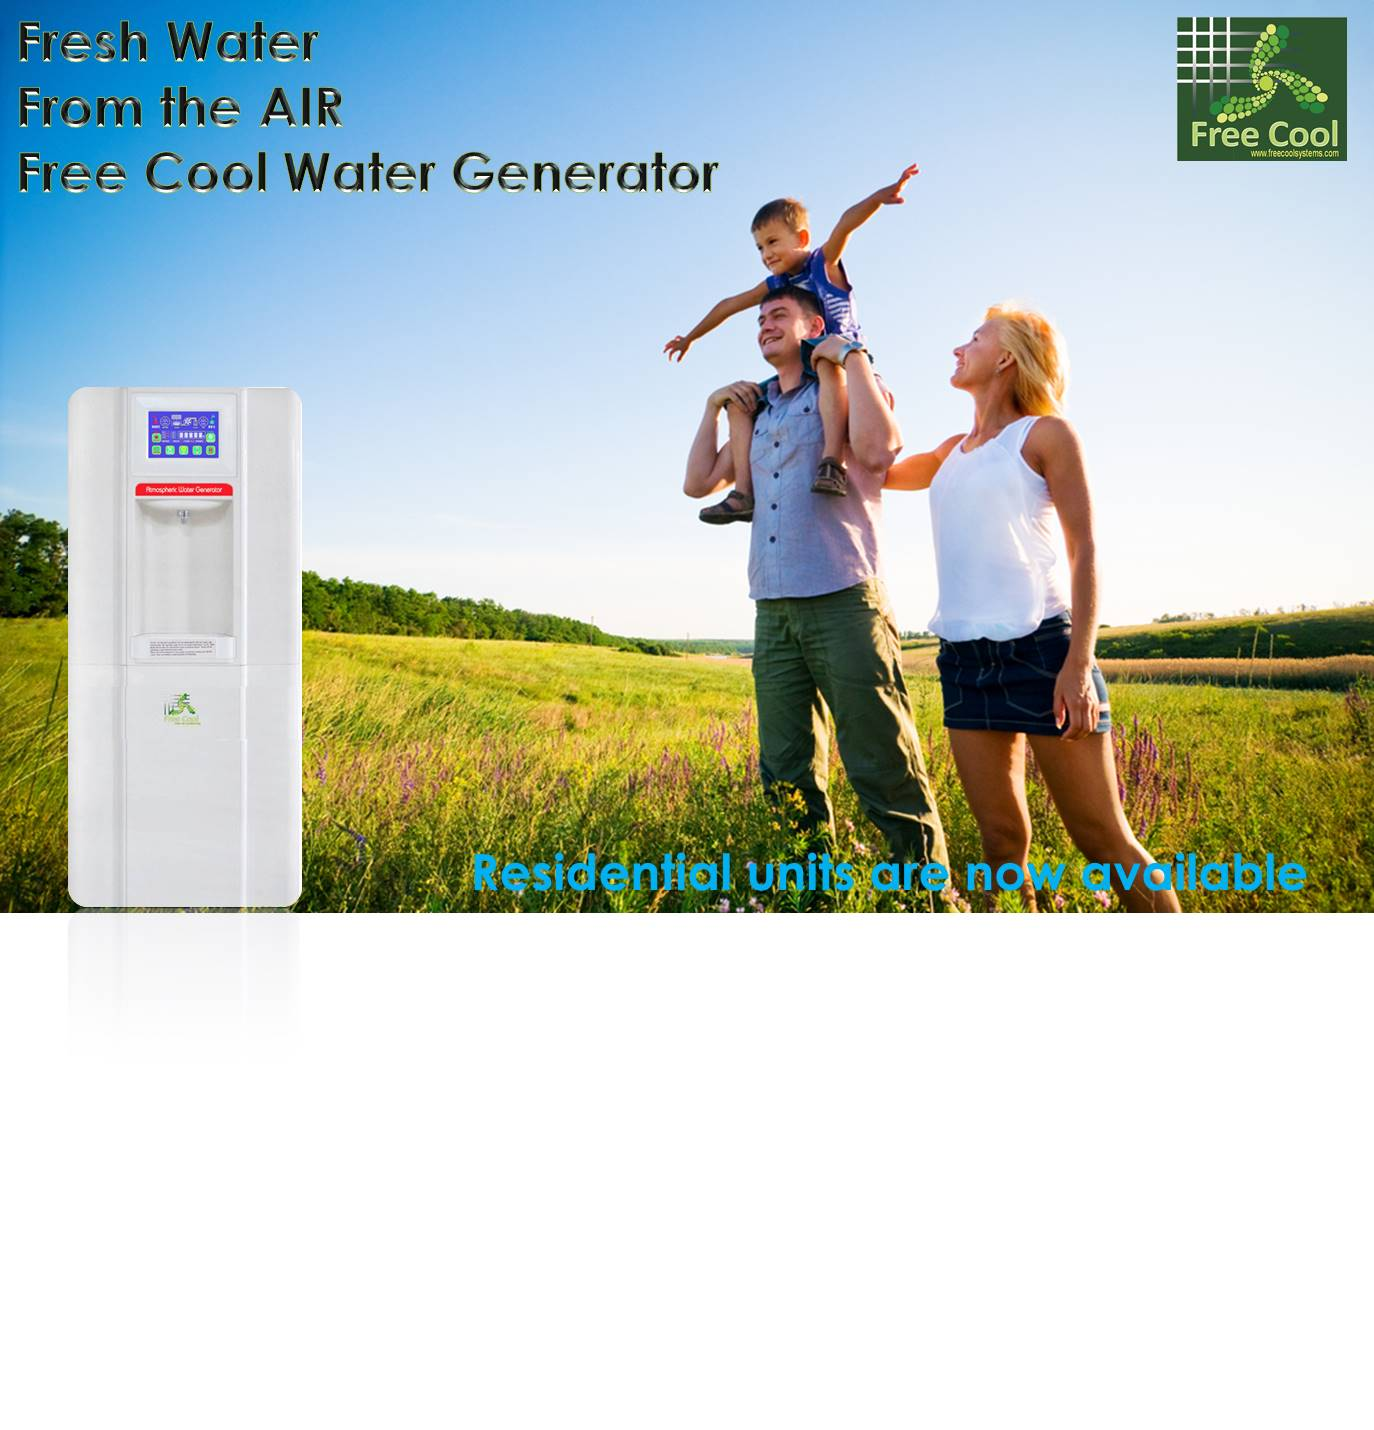 Fresh Water
From the AIR
Free Cool Water Generator
Free Cool
www.freecoolsystems.com
Atmospheric Water Generator
Free Cool
Residential units are now available